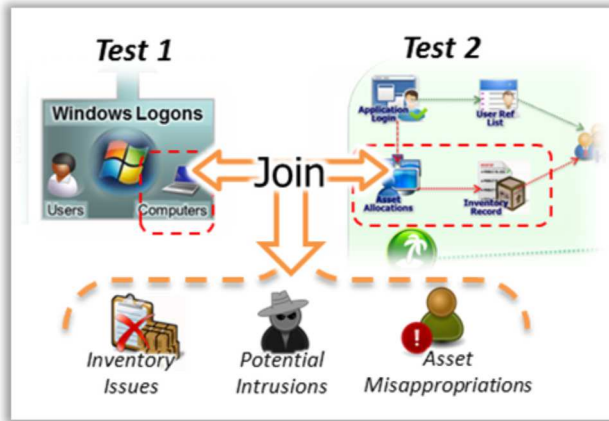 Test 1
Test 2
Windows Logons
Users
Computers
Join
Application
Login
User Ref
List
Asset
Allocations
Inventory
Record
Inventory
Issues
Potential
Intrusions
Asset
Misappropriations